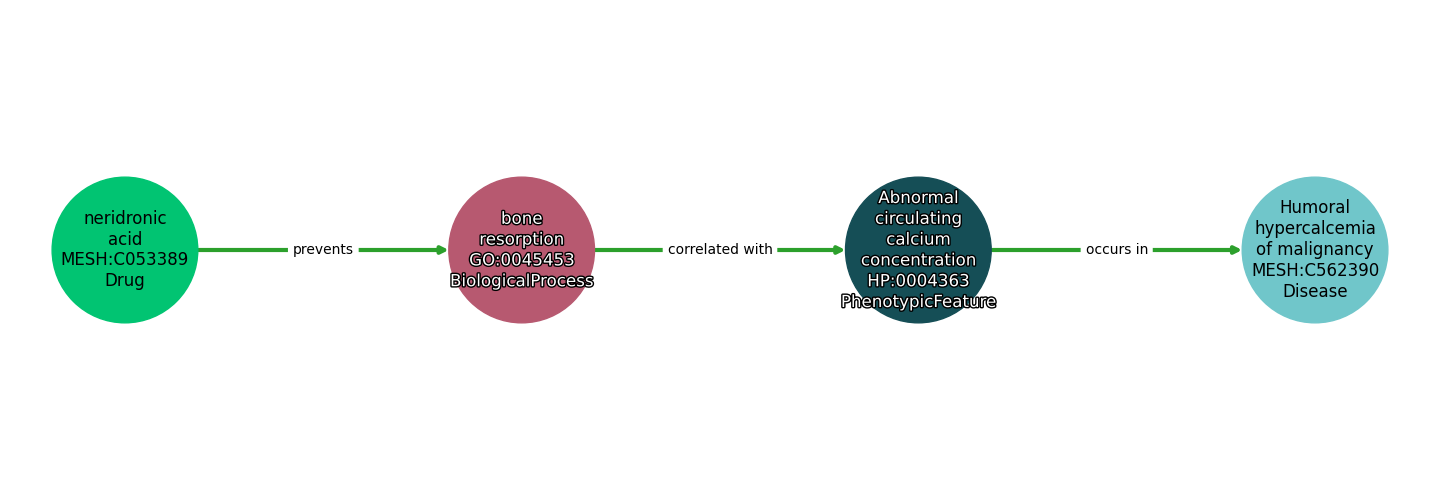 neridronic
acid
MESH:C053389
Drug
prevents
bone
resorption
GO:0045453
BiologicalProcess
correlated with
Abnormal
circulating
calcium
concentration
HP:0004363
PhenotypicFeature
occurs in
Humoral
hypercalcemia
of malignancy
MESH:C562390
Disease